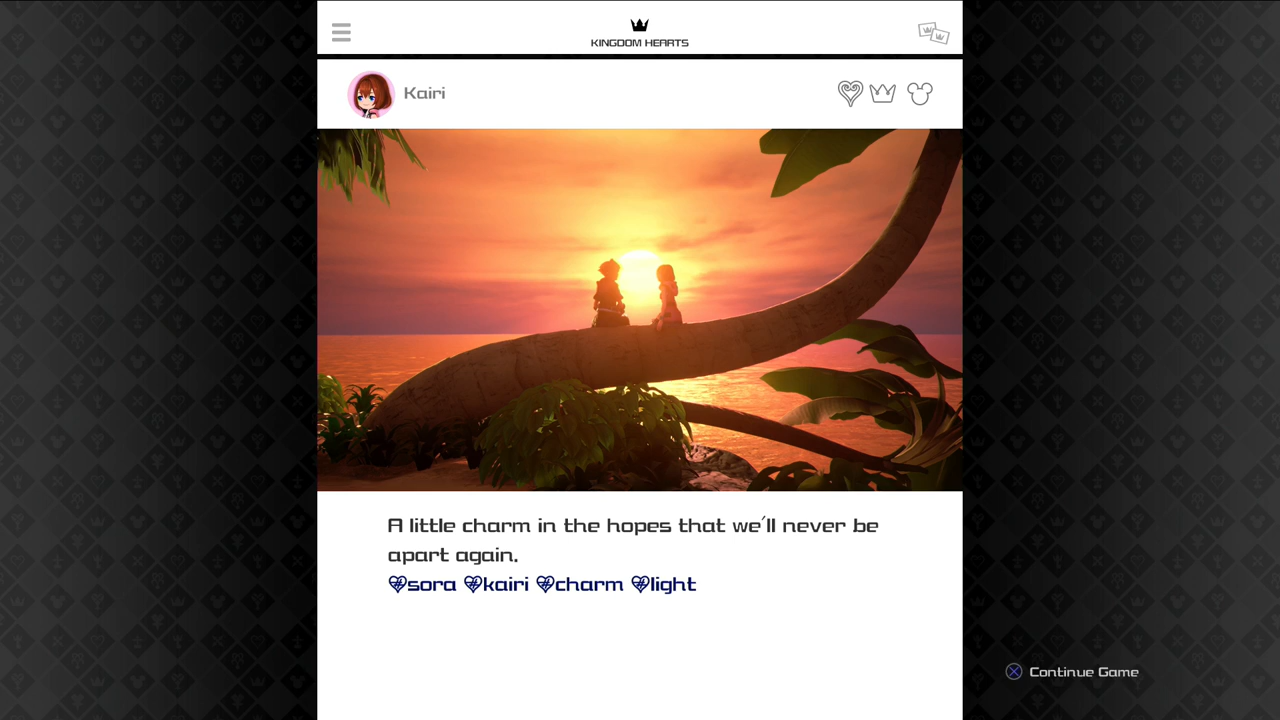 KINGDOM HEARTS
Kairi
A little charm in the hopes that we'll never be
apart again.
#sora #kairi #charm #light
Continue Game